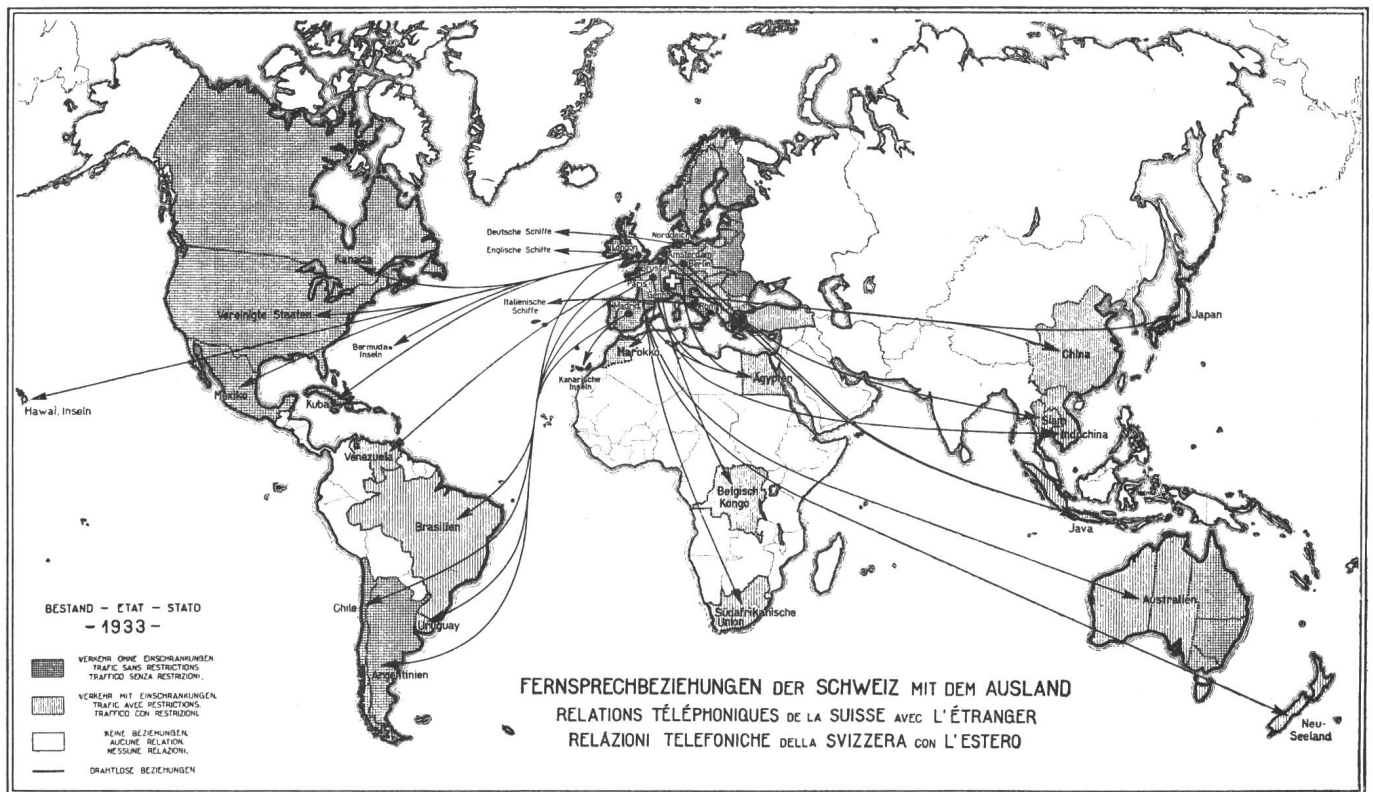 Deutsche Schiffe
Norddeich
Englische Schiffe
London
Amsterdam
Berlin
Kanada
Italienische
Schiffe
Vereinigte Staaten
Japan
Bermuda
Inseln
Marokko
China
Kanarische
Inseln
Ägypten
Mexiko
Kuba
Hawai, Inseln
Siam
Indochina
Venezuela
Belgisch
Kongo
Brasilien
Java
Chile
Südafrikanische
Union
Australien
Uruguay
Argentinien
Neu-
Seeland
BESTAND – ETAT – STATO
– 1933 –
VERKEHR OHNE EINSCHRÄNKUNGEN
TRAFIC SANS RESTRICTIONS
TRAFFICO SENZA RESTRIZIONI.
VERKEHR MIT EINSCHRÄNKUNGEN.
TRAFIC AVEC RESTRICTIONS.
TRAFFICO CON RESTRIZIONI.
KEINE BEZIEHUNGEN.
AUCUNE RELATION.
NESSUNE RELAZIONI.
DRAHTLOSE BEZIEHUNGEN
FERNSPRECHBEZIEHUNGEN DER SCHWEIZ MIT DEM AUSLAND
RELATIONS TÉLÉPHONIQUES DE LA SUISSE AVEC L'ÉTRANGER
RELAZIONI TELEFONICHE DELLA SVIZZERA CON L'ESTERO